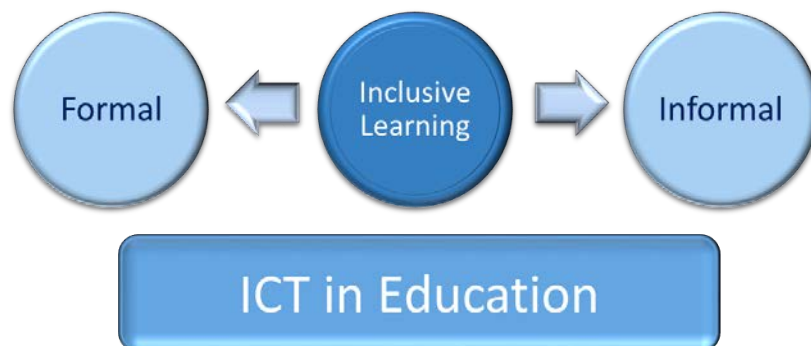 Formal
Inclusive
Learning
Informal
ICT in Education